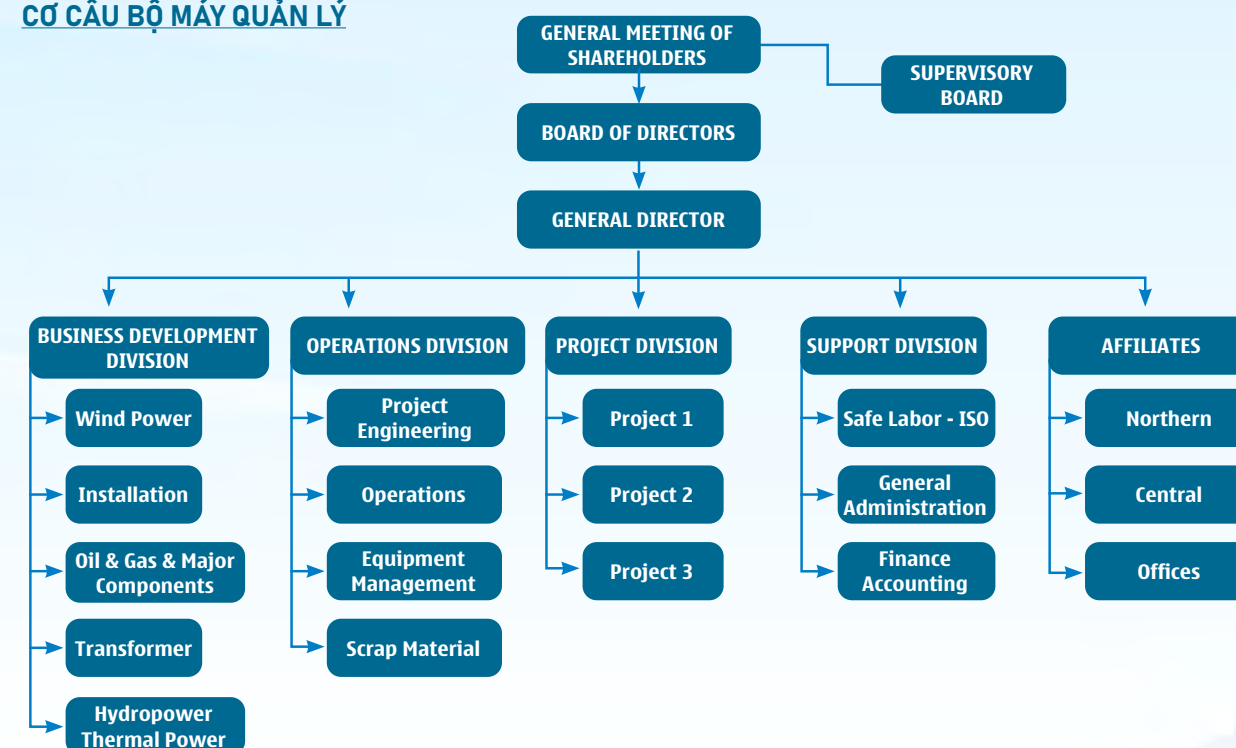 CƠ CẤU BỘ MÁY QUẢN LÝ
GENERAL MEETING OF
SHAREHOLDERS
SUPERVISORY
BOARD
BOARD OF DIRECTORS
GENERAL DIRECTOR
BUSINESS DEVELOPMENT
DIVISION
Wind Power
Installation
Oil & Gas & Major
Components
Transformer
Hydropower
Thermal Power
OPERATIONS DIVISION
Project
Engineering
Operations
Equipment
Management
Scrap Material
PROJECT DIVISION
Project 1
Project 2
Project 3
SUPPORT DIVISION
Safe Labor - ISO
General
Administration
Finance
Accounting
AFFILIATES
Northern
Central
Offices